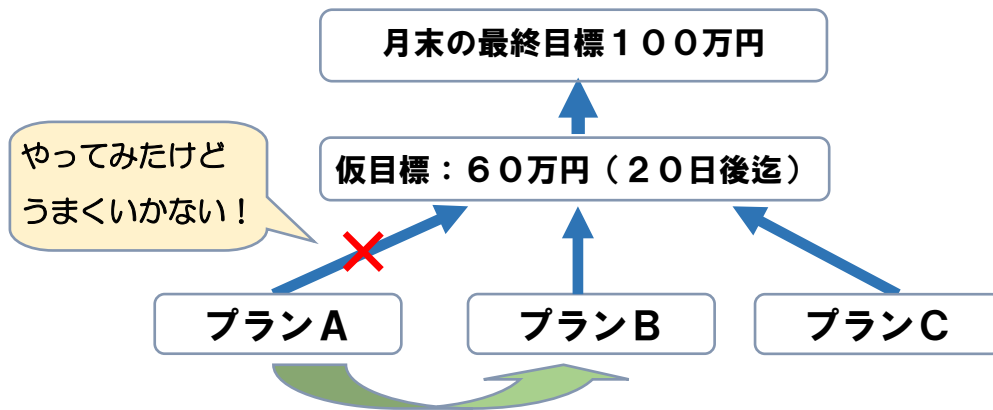 月末の最終目標１００万円
やってみたけど
うまくいかない！
仮目標：６０万円（２０日後迄）
プランＡ
プランＢ
プランＣ